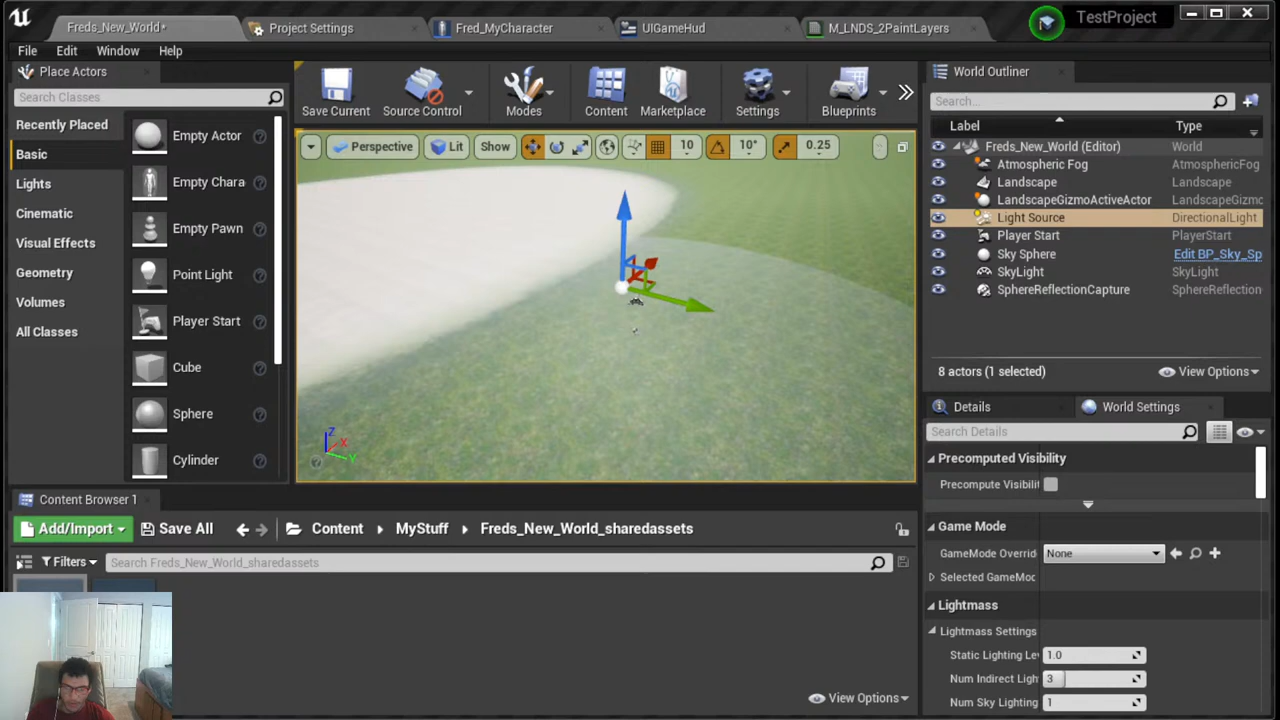 Freds_New_World*
Project Settings
Fred_MyCharacter
UIGameHud
M_LNDS_2PaintLayers
TestProject
File Edit Window Help
Place Actors
Search Classes
Recently Placed
Basic
Lights
Cinematic
Visual Effects
Geometry
Volumes
All Classes
Empty Actor
Empty Chara
Empty Pawn
Point Light
Player Start
Cube
Sphere
Cylinder
Save Current
Source Control
Modes
Content
Marketplace
Settings
Blueprints
Perspective
Lit
Show
10
10°
0.25
Z
X
Y
World Outliner
Search...
Label Type
Freds_New_World (Editor) World
Atmospheric Fog AtmosphericFog
Landscape Landscape
LandscapeGizmoActiveActor LandscapeGizmo
Light Source DirectionalLight
Player Start PlayerStart
Sky Sphere Edit BP_Sky_Sp
SkyLight SkyLight
SphereReflectionCapture SphereReflection
8 actors (1 selected)
View Options
Details
World Settings
Search Details
Precomputed Visibility
Precompute Visibilit
Game Mode
GameMode Overrid None
Selected GameMod
Lightmass
Lightmass Settings
Static Lighting Le 1.0
Num Indirect Ligh 3
Num Sky Lighting 1
Content Browser 1
Add/Import
Save All
Content
MyStuff
Freds_New_World_sharedassets
Filters
Search Freds_New_World_sharedassets
View Options